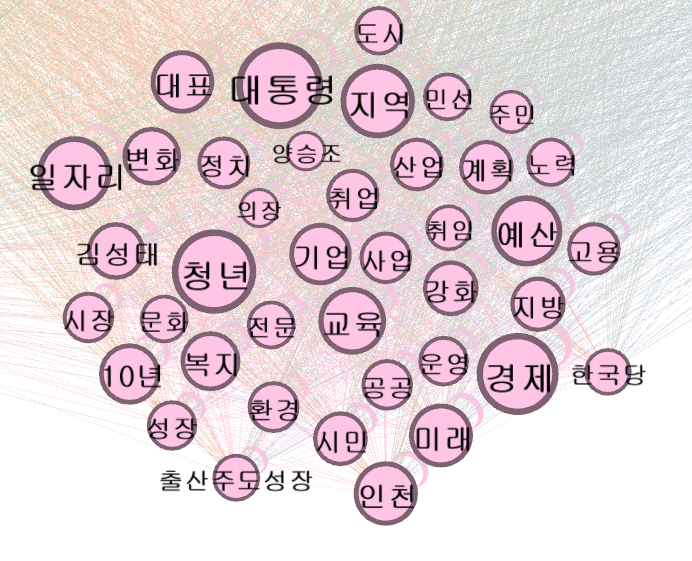 도시
대표
대통령
지역
민선
주민
일자리
변화
정치
양승조
산업
계획
노력
취업
의장
취임
예산
고용
김성태
청년
기업
사업
강화
지방
시장
문화
전문
교육
10년
복지
공공
운영
경제
한국당
환경
성장
시민
미래
출산주도성장
인천